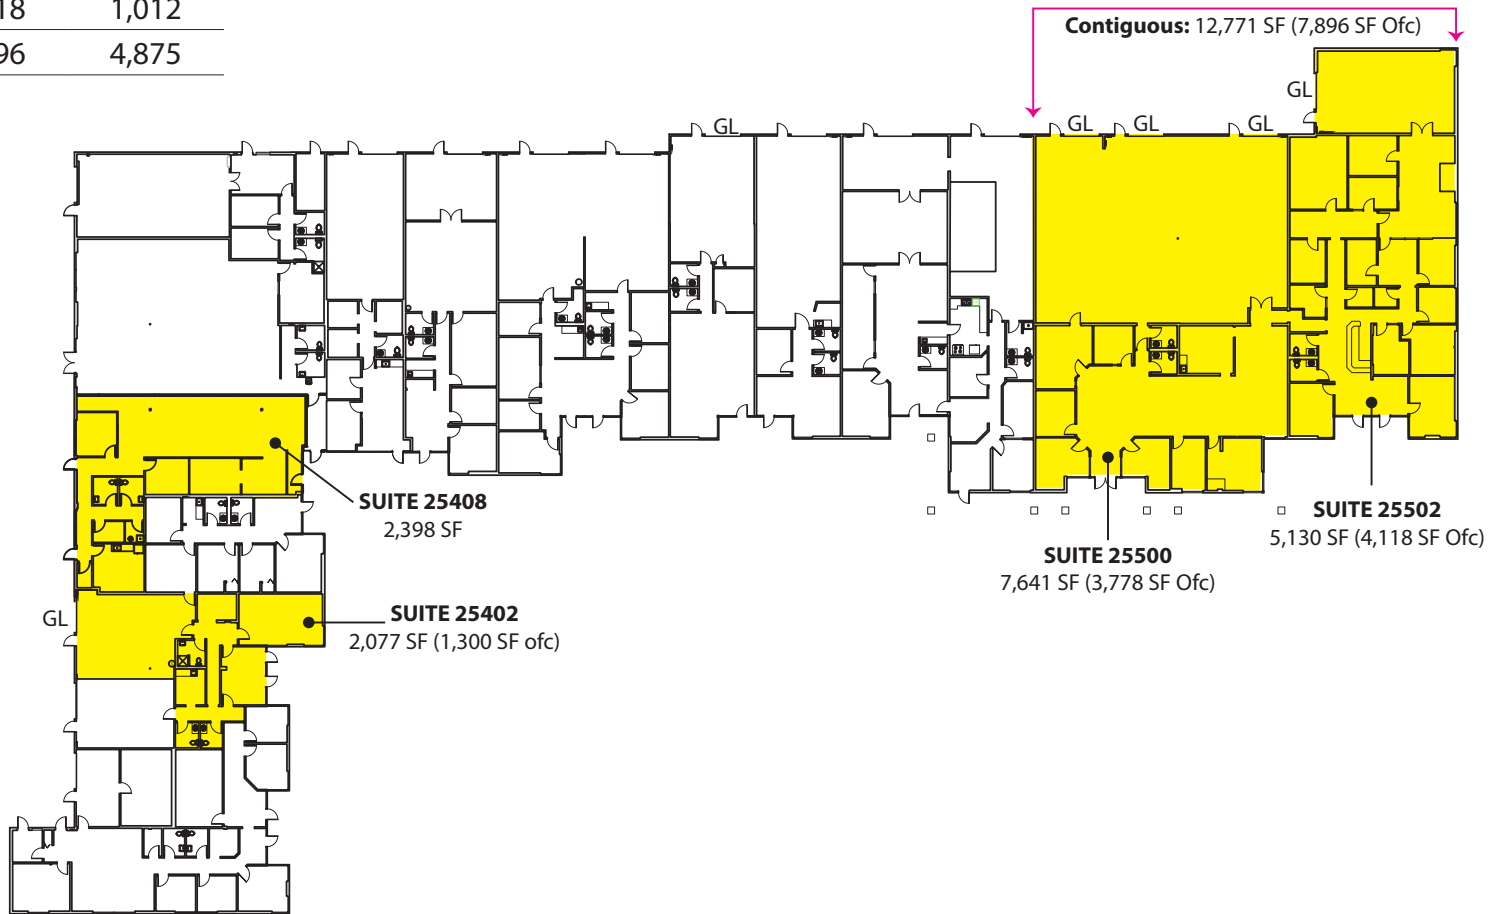 18 1,012
96 4,875
Contiguous: 12,771 SF (7,896 SF Ofc)
GL
GL
GL
GL
GL
SUITE 25408
2,398 SF
SUITE 25502
5,130 SF (4,118 SF Ofc)
SUITE 25500
7,641 SF (3,778 SF Ofc)
GL
SUITE 25402
2,077 SF (1,300 SF ofc)